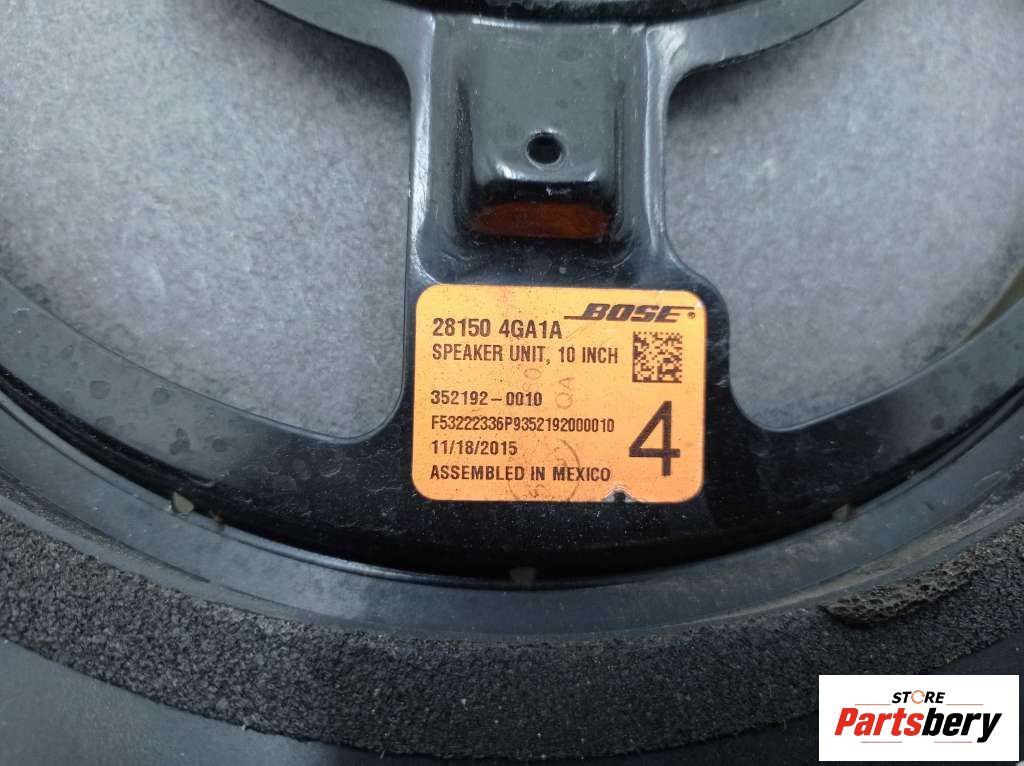 BOSE®
28150 4GA1A
SPEAKER UNIT, 10 INCH
352192-0010
F53222336P9352192000010
11/18/2015
ASSEMBLED IN MEXICO
4
QA
STORE
Partsbery